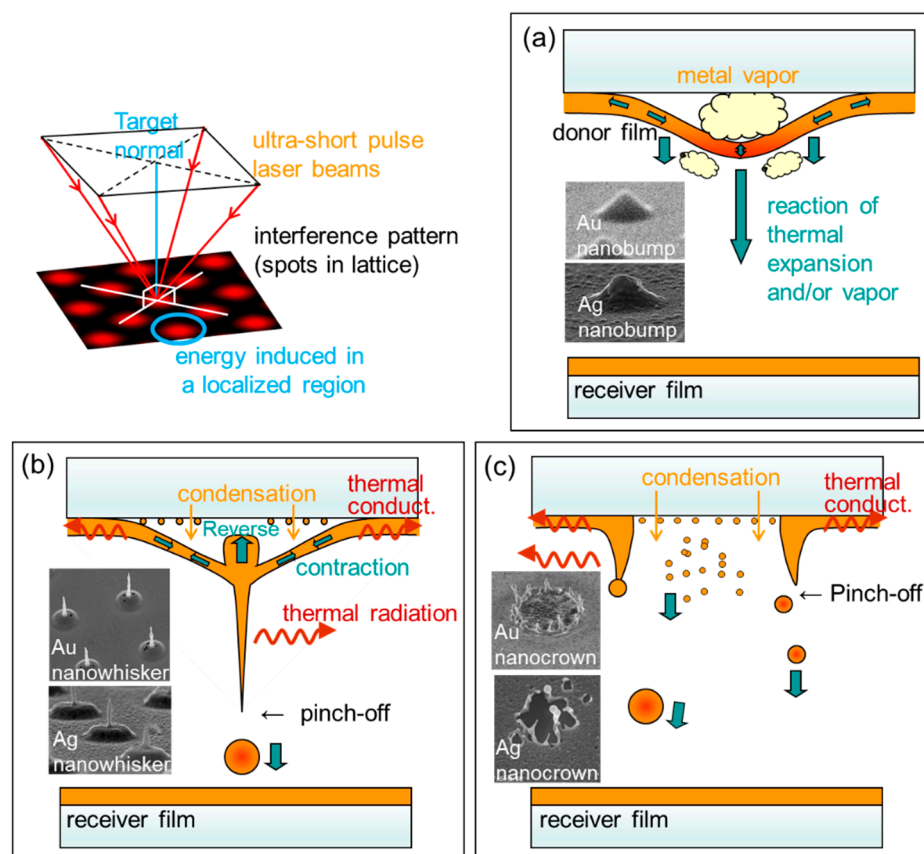 Target
normal
ultra-short pulse
laser beams
interference pattern
(spots in lattice)
energy induced in
a localized region
(a)
metal vapor
donor film
reaction of
thermal
expansion
and/or vapor
Au
nanobump
Ag
nanobump
receiver film
(b)
condensation
thermal
conduct.
Reverse
contraction
thermal radiation
Au
nanowhisker
Ag
nanowhisker
← pinch-off
receiver film
(c)
condensation
thermal
conduct.
← Pinch-off
Au
nanocrown
Ag
nanocrown
receiver film